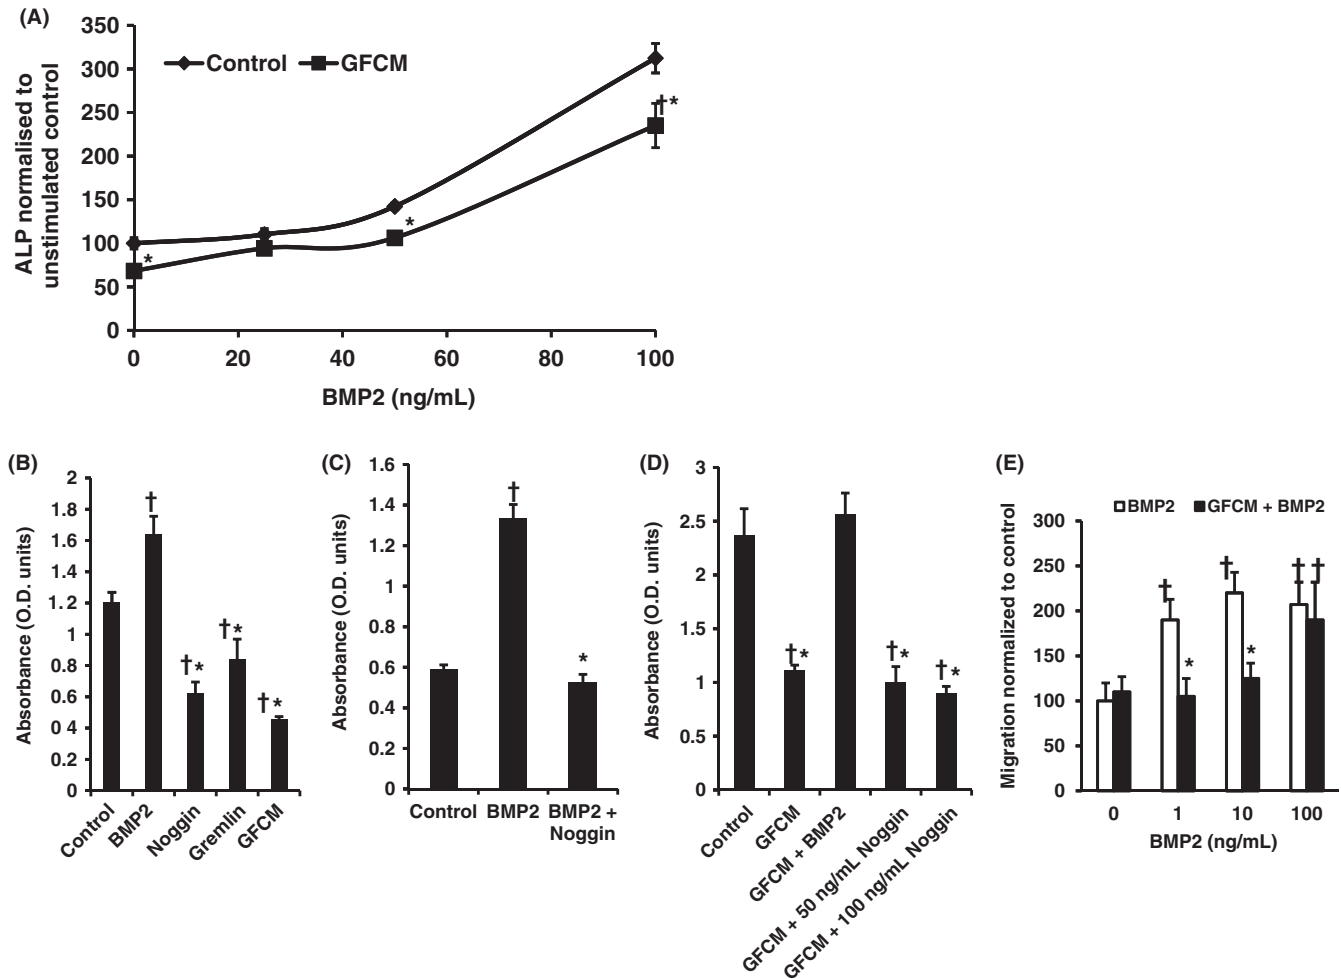 (A)
350
300
250
200
150
100
50
0
ALP normalised to
unstimulated control
Control GFCM
†*
*
*
0 20 40 60 80 100
BMP2 (ng/mL)
(B)
2
1.8
1.6
1.4
1.2
1
0.8
0.6
0.4
0.2
0
Absorbance (O.D. units)
†
†*
†*
†*
Control
BMP2
Noggin
Gremlin
GFCM
(C)
1.6
1.4
1.2
1
0.8
0.6
0.4
0.2
0
Absorbance (O.D. units)
†
*
Control BMP2 BMP2 +
Noggin
(D)
3
2.5
2
1.5
1
0.5
0
Absorbance (O.D. units)
†*
†*
†*
Control
GFCM
GFCM + BMP2
GFCM + 50 ng/mL Noggin
GFCM + 100 ng/mL Noggin
(E)
BMP2 GFCM + BMP2
300
250
200
150
100
50
0
Migration normalized to control
†
*
†
*
† †
0 1 10 100
BMP2 (ng/mL)